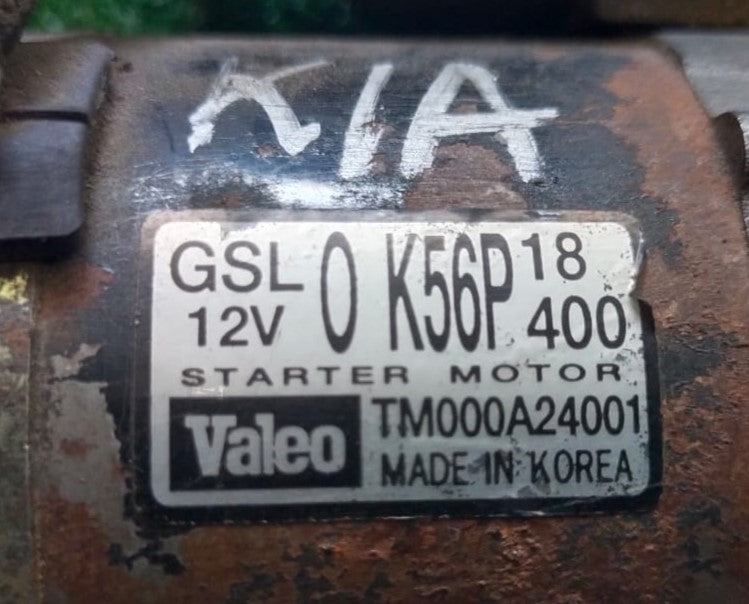 KIA
GSL 0 K56P 18
12V 400
STARTER MOTOR
Valeo TM000A24001
MADE IN KOREA